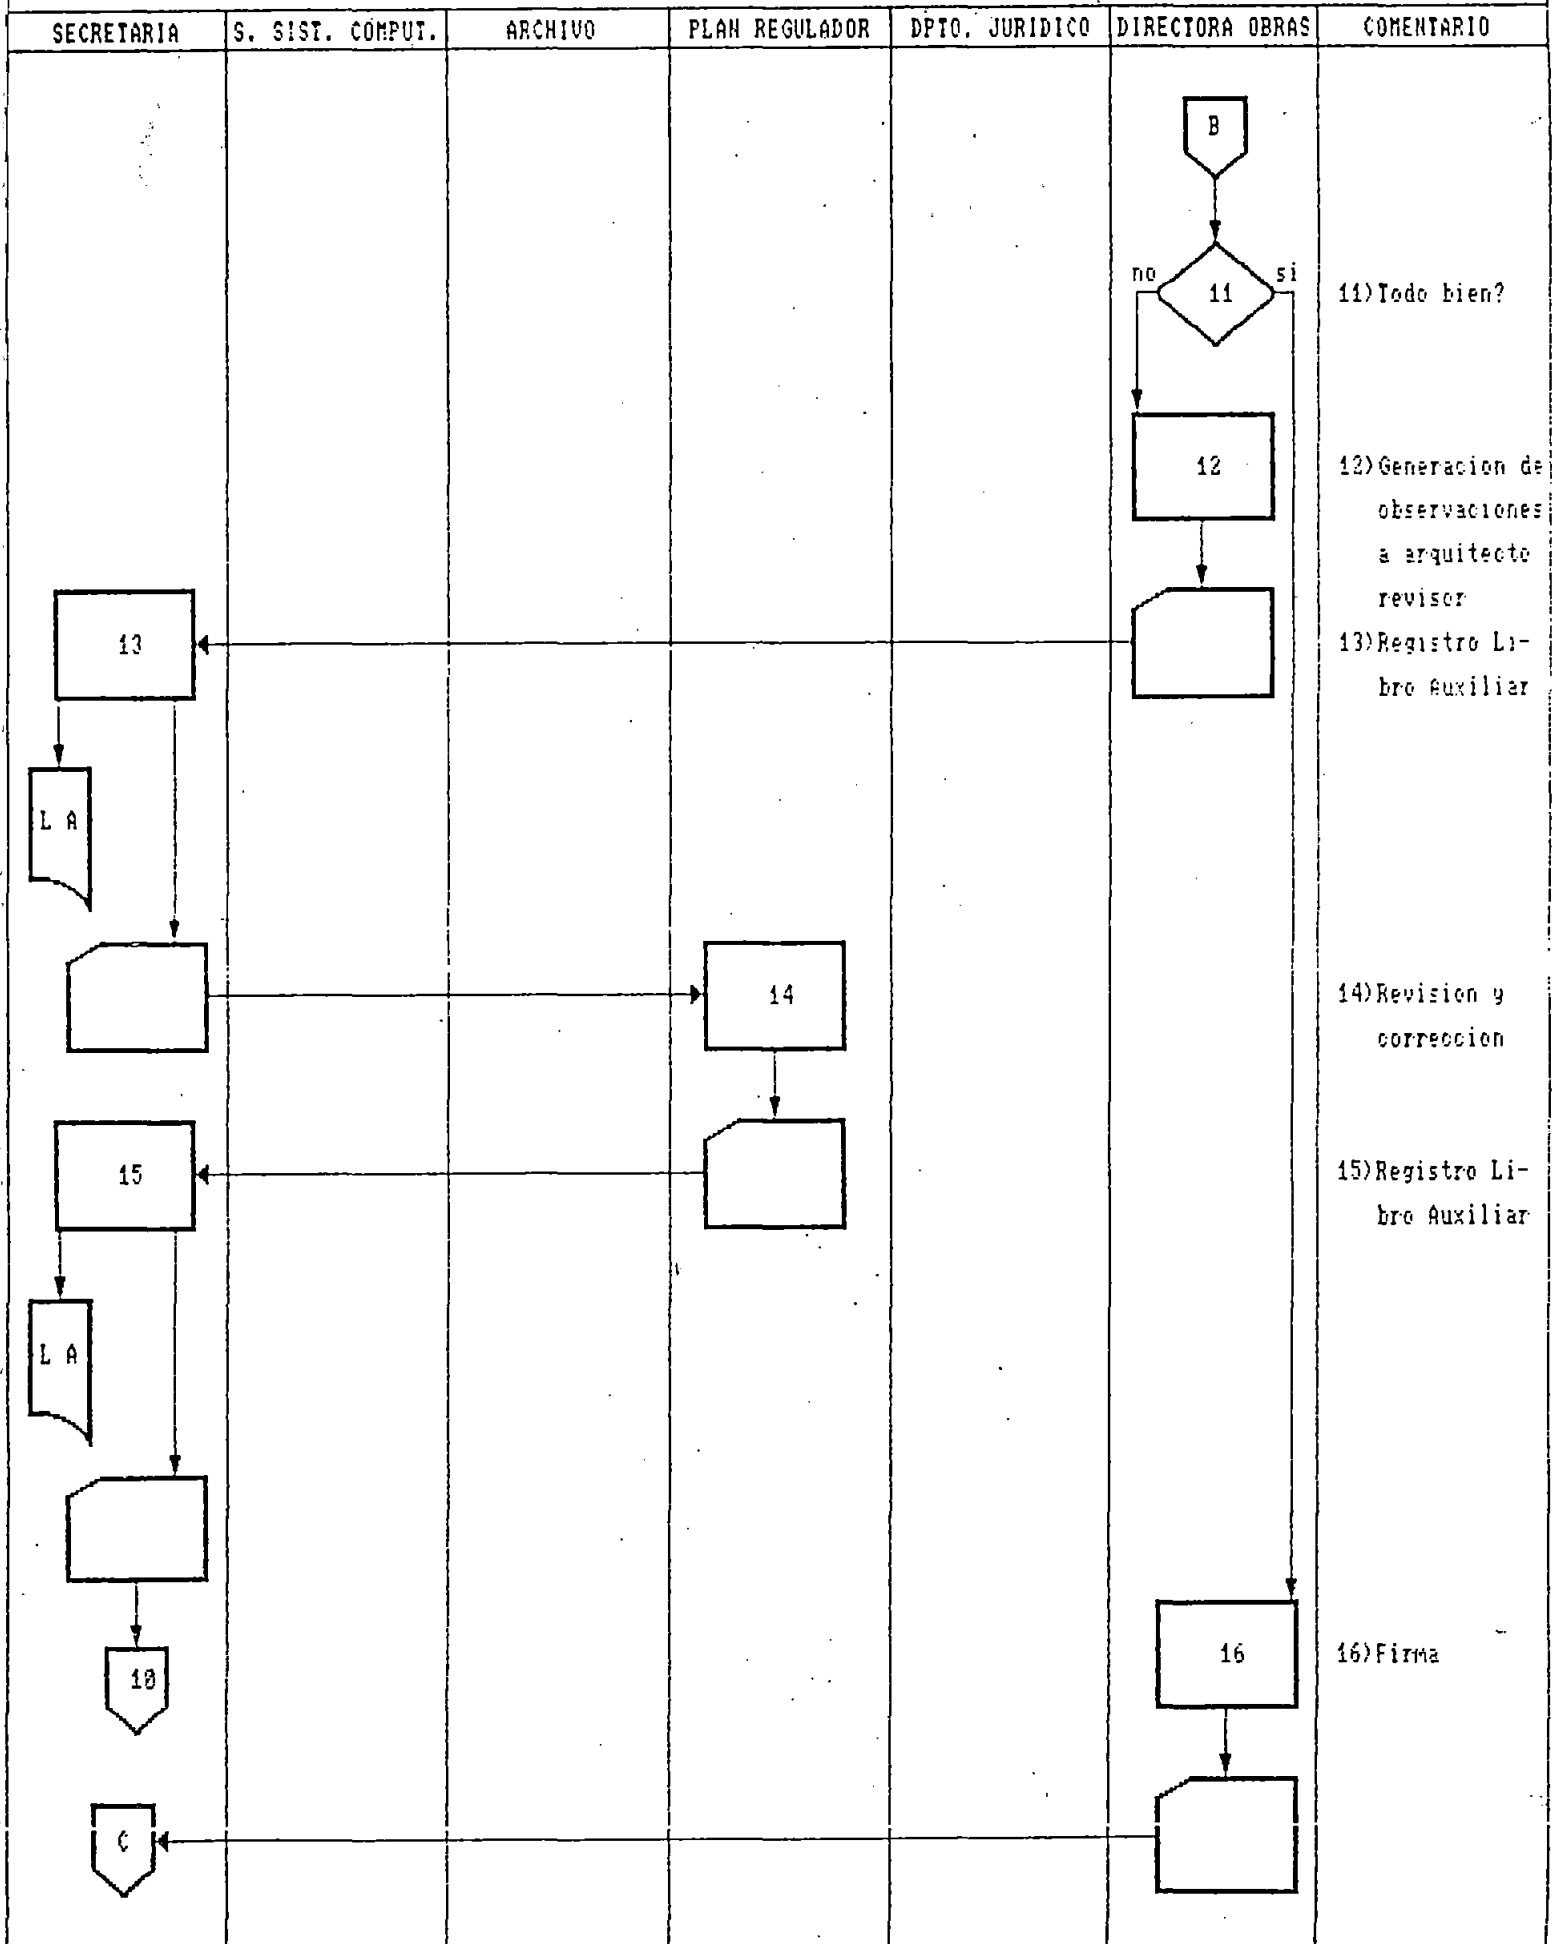 SECRETARIA S. SIST. COMPUT. ARCHIVO PLAN REGULADOR DPTO. JURIDICO DIRECTORA OBRAS COMENTARIO
B
no si
11 11)Todo bien?
12 12)Generacion de
observaciones
a arquitecto
revisor
13 13)Registro Li-
bro Auxiliar
L A
14 14)Revision y
correccion
15 15)Registro Li-
bro Auxiliar
L A
16 16)Firma
10
C